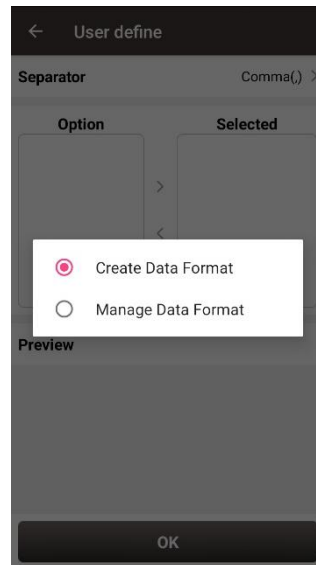 User define
Separator Comma(,)
Option Selected
Create Data Format
Manage Data Format
Preview
OK